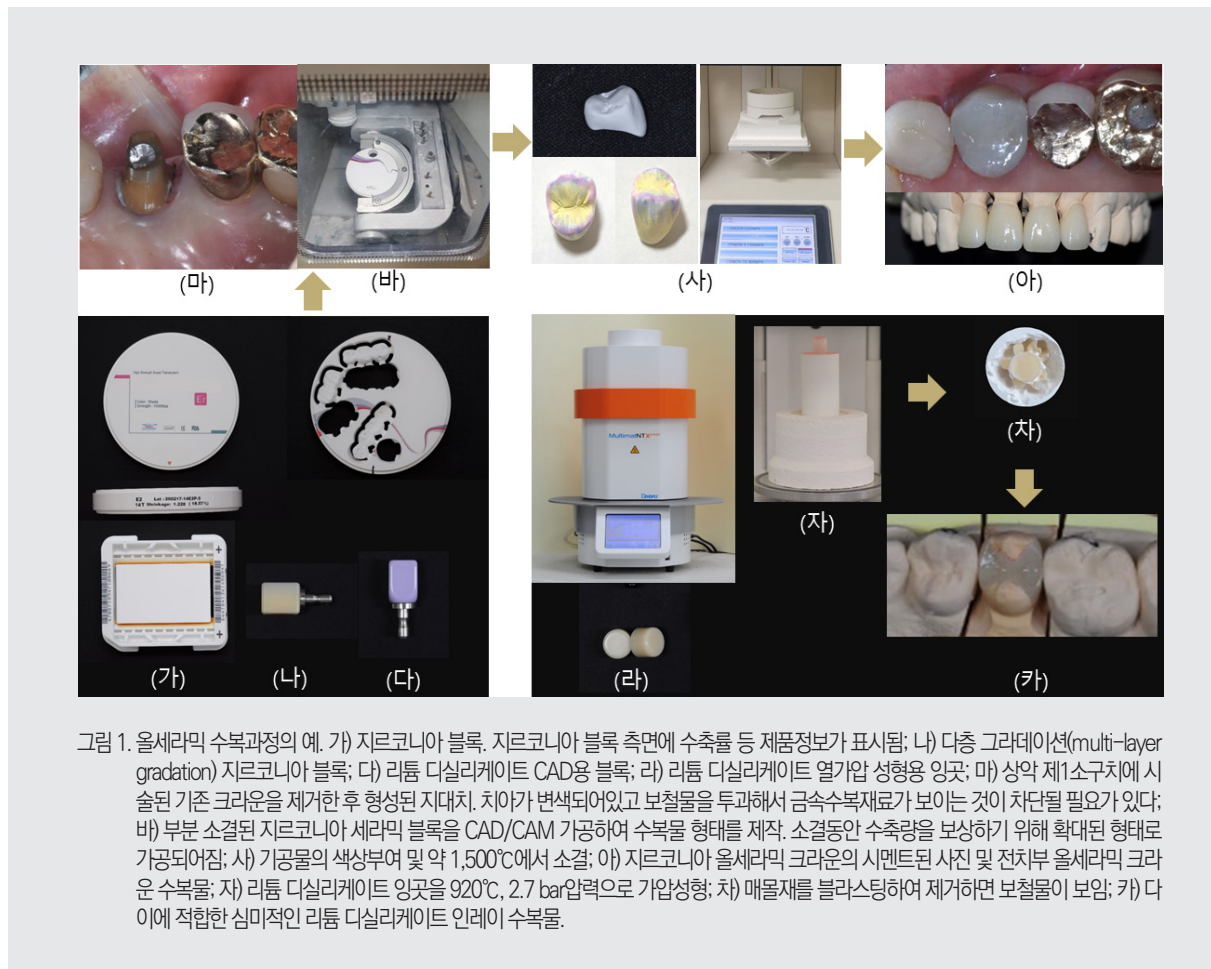 (마)
(바)
(사)
(아)
E7
E2 Lot : 200217-14E2P-3
14T Shrinkage: 1.228 (18.57%)
MultimatNTX
(가)
(나)
(다)
(라)
(자)
(차)
(카)
그림 1. 올세라믹 수복과정의 예. 가) 지르코니아 블록. 지르코니아 블록 측면에 수축률 등 제품정보가 표시됨; 나) 다층 그라데이션(multi-layer
gradation) 지르코니아 블록; 다) 리튬 디실리케이트 CAD용 블록; 라) 리튬 디실리케이트 열가압 성형용 잉곳; 마) 상악 제1소구치에 시
술된 기존 크라운을 제거한 후 형성된 지대치. 치아가 변색되어있고 보철물을 투과해서 금속수복재료가 보이는 것이 차단될 필요가 있다;
바) 부분 소결된 지르코니아 세라믹 블록을 CAD/CAM 가공하여 수복물 형태를 제작. 소결동안 수축량을 보상하기 위해 확대된 형태로
가공되어짐; 사) 기공물의 색상부여 및 약 1,500℃에서 소결; 아) 지르코니아 올세라믹 크라운의 시멘트된 사진 및 전치부 올세라믹 크라
운 수복물; 자) 리튬 디실리케이트 잉곳을 920℃, 2.7 bar압력으로 가압성형; 차) 매몰재를 블라스팅하여 제거하면 보철물이 보임; 카) 다
이에 적합한 심미적인 리튬 디실리케이트 인레이 수복물.